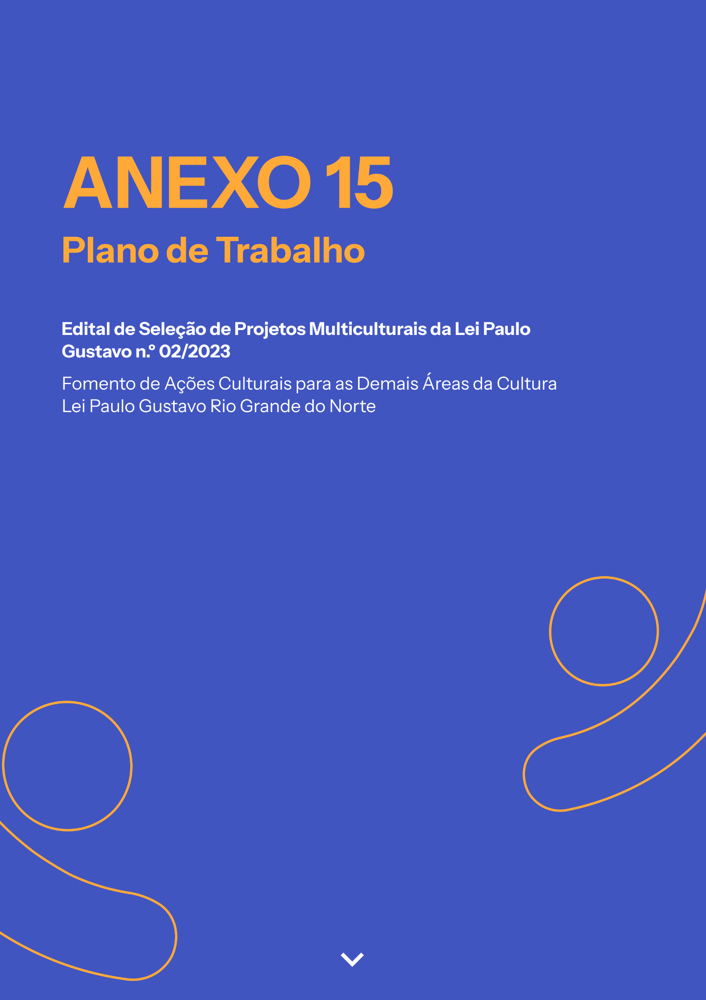 ANEXO 15
Plano de Trabalho
Edital de Seleção de Projetos Multiculturais da Lei Paulo
Gustavo n.º 02/2023
Fomento de Ações Culturais para as Demais Áreas da Cultura
Lei Paulo Gustavo Rio Grande do Norte